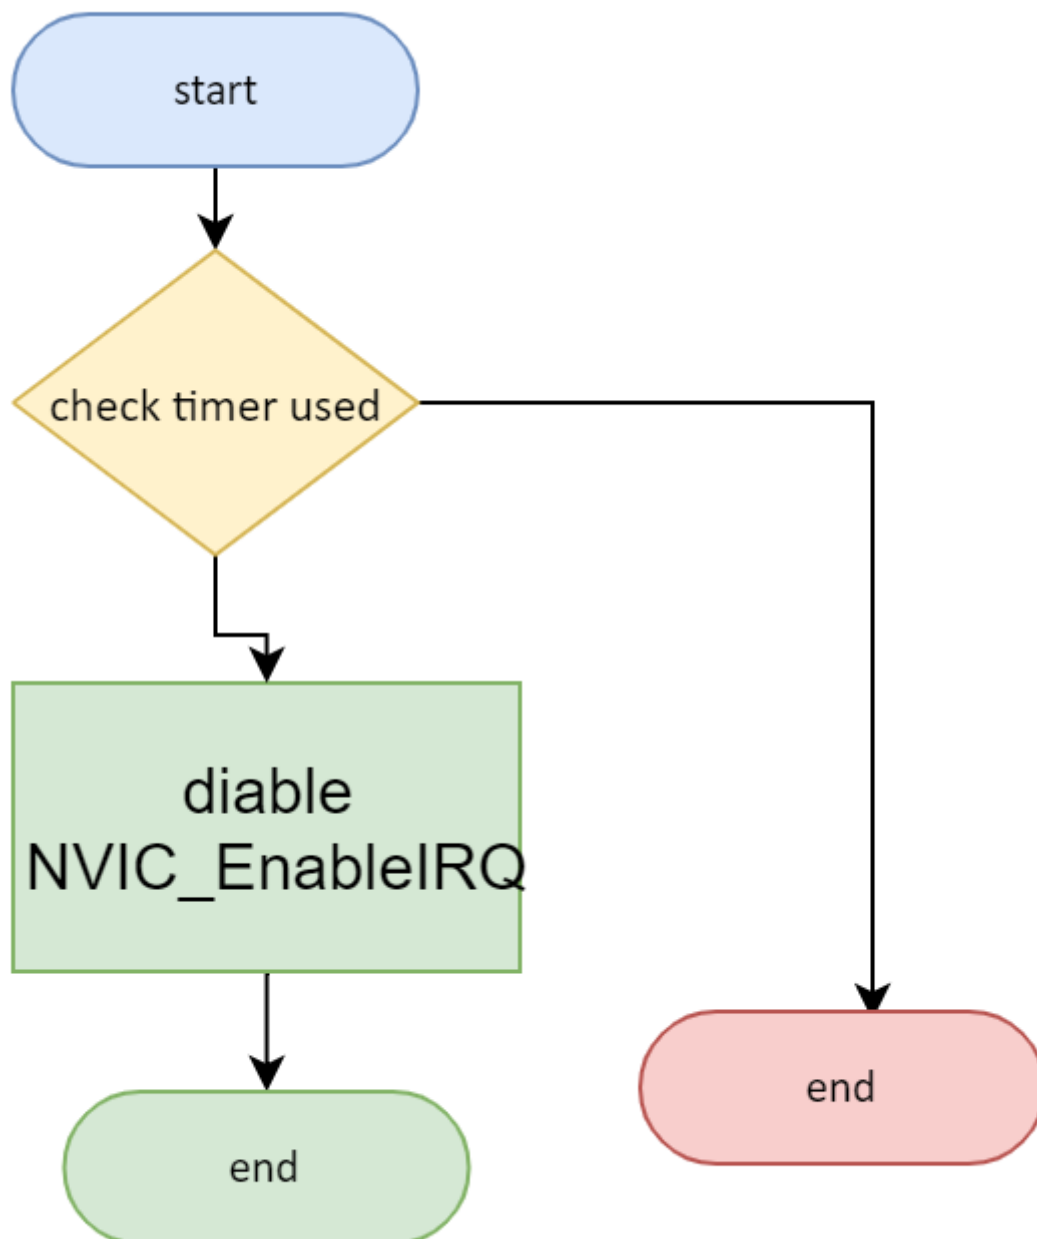 start
check timer used
diable
NVIC_EnableIRQ
end
end